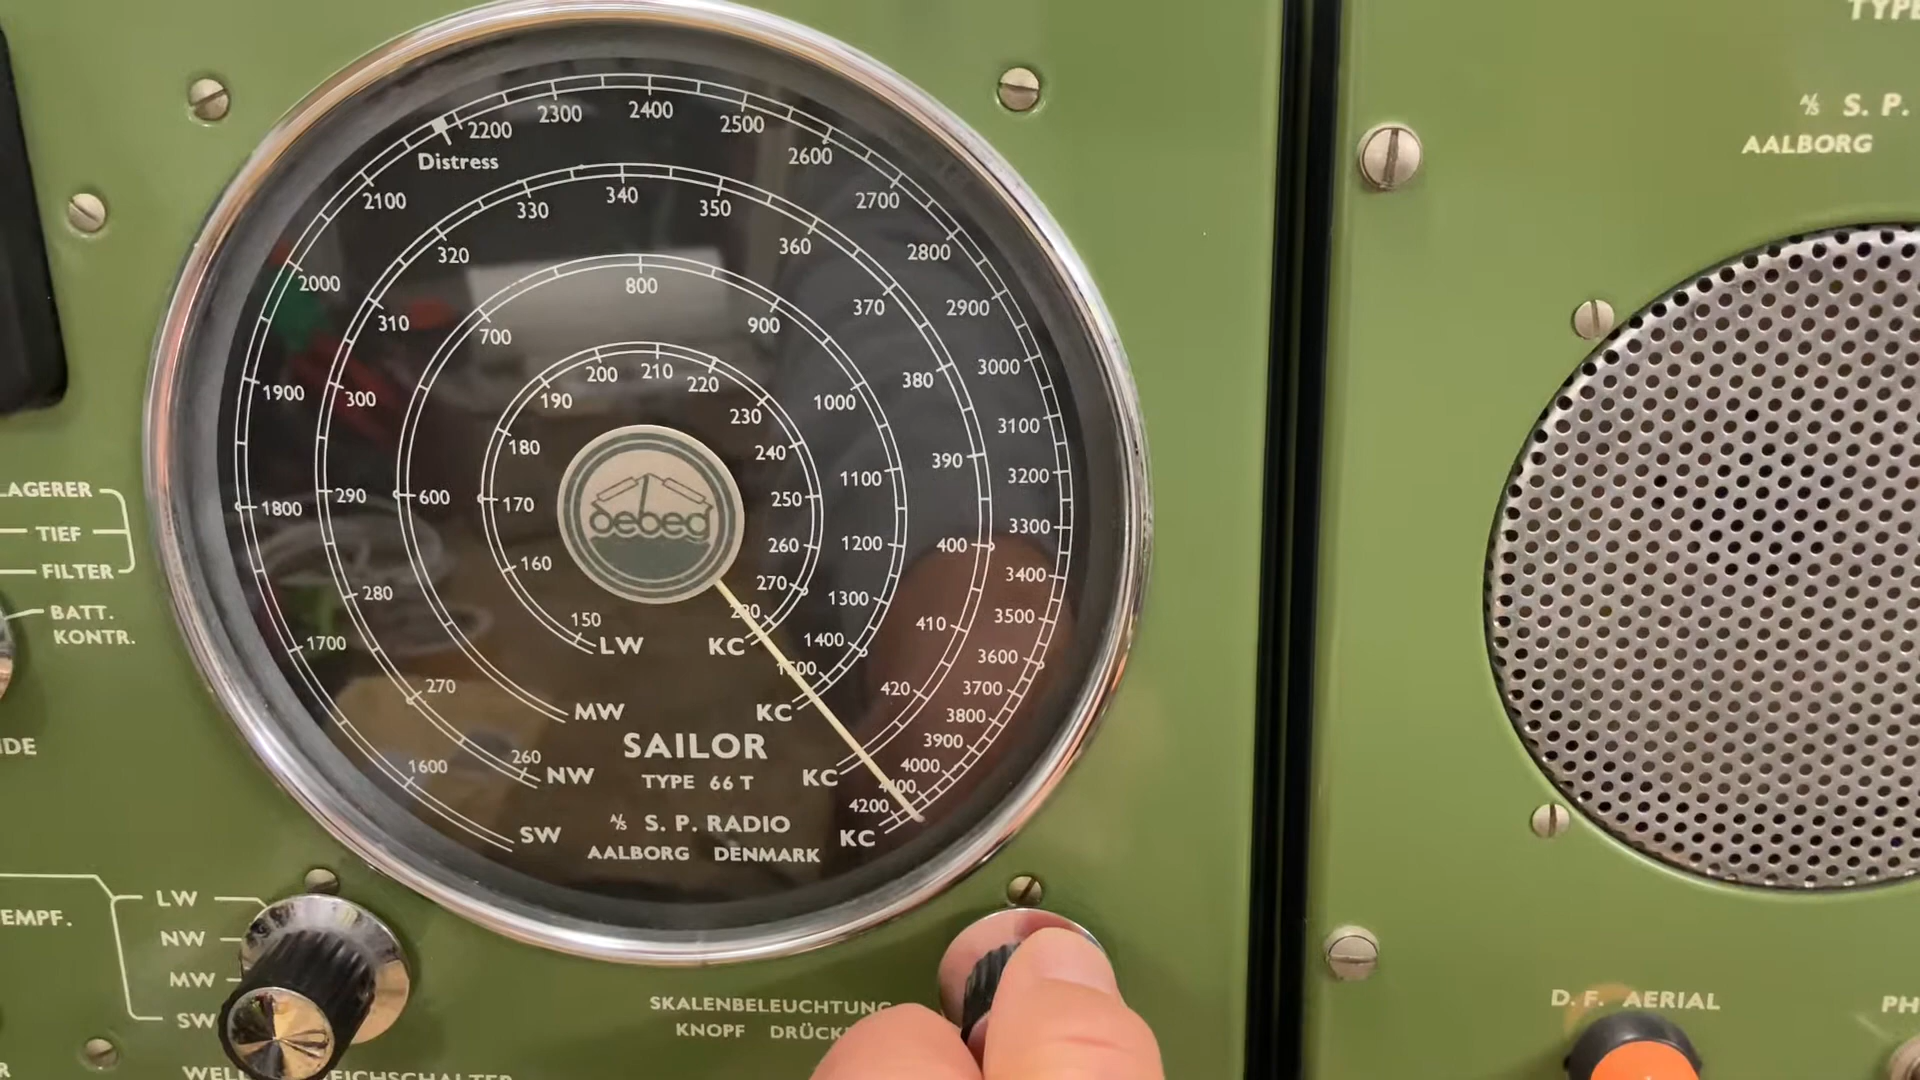 TYPE
A/S S. P.
AALBORG
2200 2300 2400 2500 2600
Distress
2100 2700
330 340 350
320 360 2800
2000 800
310 370 2900
700 900
200 210 220
1900 300 190 230 1000 380 3000
180 240 3100
390
1100 3200
1800 290 600 170 250
oebeg
3300
260 1200 400
160 270 3400
280 1300 3500
150 410
1700 LW KC 1400 3600
270 420 3700
MW KC 3800
SAILOR
3900
260 NW TYPE 66 T KC 4000
1600 4200
SW A/S S. P. RADIO KC
AALBORG DENMARK
TIEF
FILTER
BATT.
KONTR.
LW
EMPF.
NW
MW
SW
SKALENBELEUCHTUNG
KNOPF
D. F. AERIAL